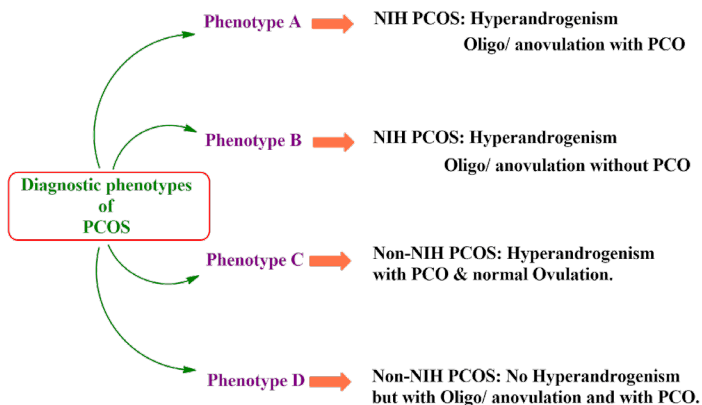 Phenotype A
NIH PCOS: Hyperandrogenism
Oligo/ anovulation with PCO
Phenotype B
NIH PCOS: Hyperandrogenism
Oligo/ anovulation without PCO
Diagnostic phenotypes
of
PCOS
Phenotype C
Non-NIH PCOS: Hyperandrogenism
with PCO & normal Ovulation.
Phenotype D
Non-NIH PCOS: No Hyperandrogenism
but with Oligo/ anovulation and with PCO.